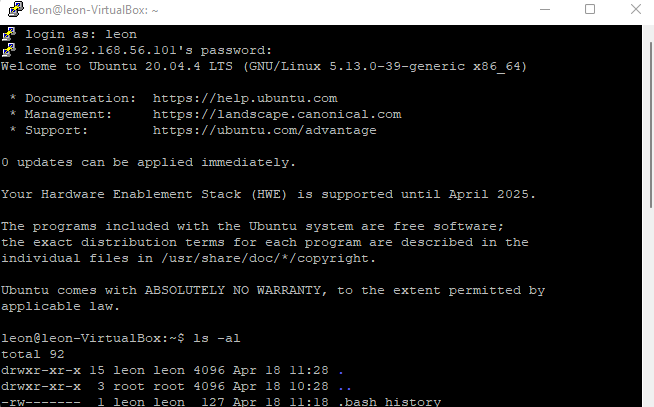 leon@leon-VirtualBox: ~
login as: leon
leon@192.168.56.101's password:
Welcome to Ubuntu 20.04.4 LTS (GNU/Linux 5.13.0-39-generic x86_64)
* Documentation:  https://help.ubuntu.com
* Management:     https://landscape.canonical.com
* Support:        https://ubuntu.com/advantage
0 updates can be applied immediately.
Your Hardware Enablement Stack (HWE) is supported until April 2025.
The programs included with the Ubuntu system are free software;
the exact distribution terms for each program are described in the
individual files in /usr/share/doc/*/copyright.
Ubuntu comes with ABSOLUTELY NO WARRANTY, to the extent permitted by
applicable law.
leon@leon-VirtualBox:~$ ls -al
total 92
drwxr-xr-x 15 leon leon 4096 Apr 18 11:28 .
drwxr-xr-x  3 root root 4096 Apr 18 10:28 ..
-rw-------  1 leon leon  127 Apr 18 11:18 .bash_history